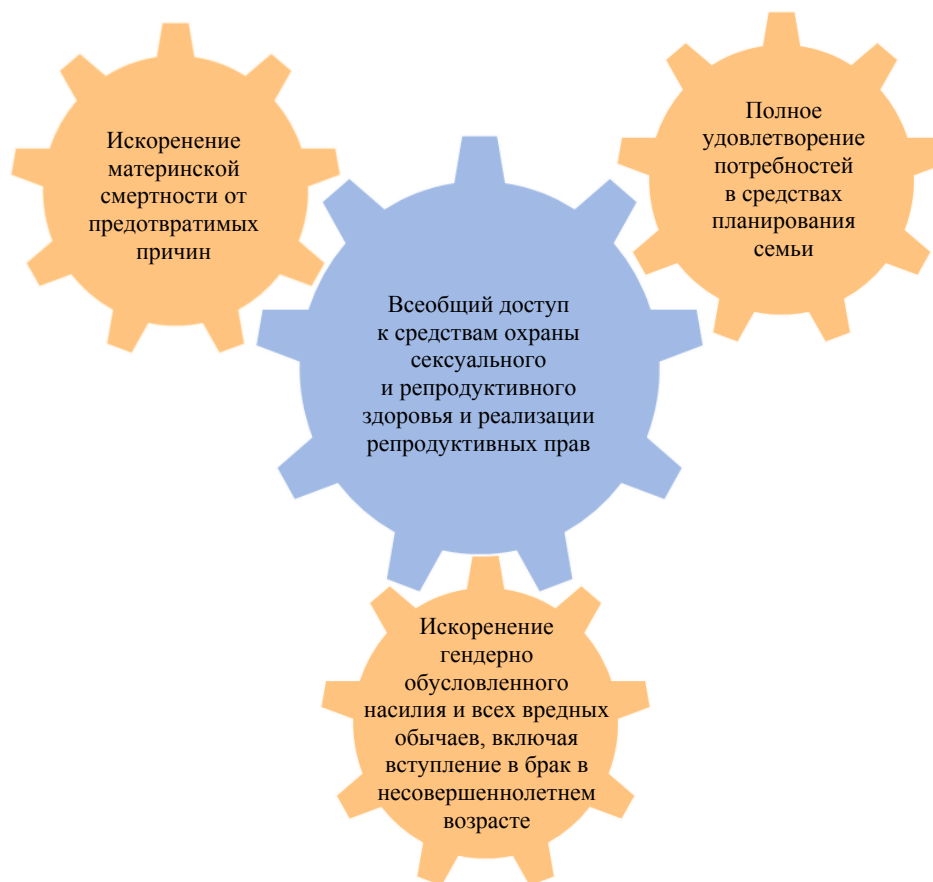 Искоренение
материнской
смертности от
предотвратимых
причин
Полное
удовлетворение
потребностей
в средствах
планирования
семьи
Всеобщий доступ
к средствам охраны
сексуального
и репродуктивного
здоровья и реализации
репродуктивных прав
Искоренение
гендерно
обусловленного
насилия и всех вредных
обычаев, включая
вступление в брак в
несовершеннолетнем
возрасте